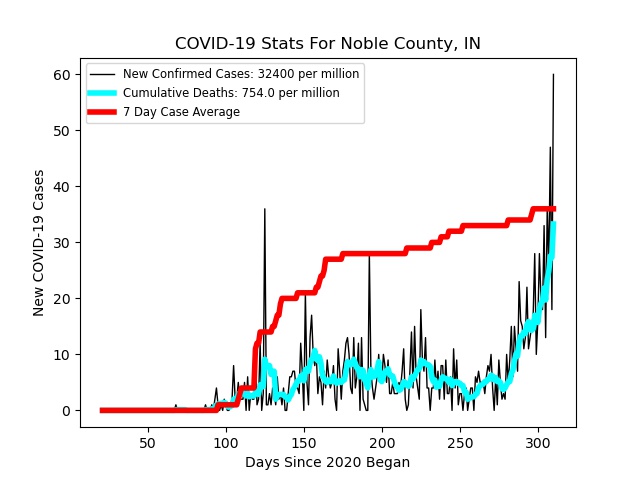 COVID-19 Stats For Noble County, IN
New Confirmed Cases: 32400 per million
Cumulative Deaths: 754.0 per million
7 Day Case Average
60
50
40
30
20
10
0
New COVID-19 Cases
50 100 150 200 250 300
Days Since 2020 Began